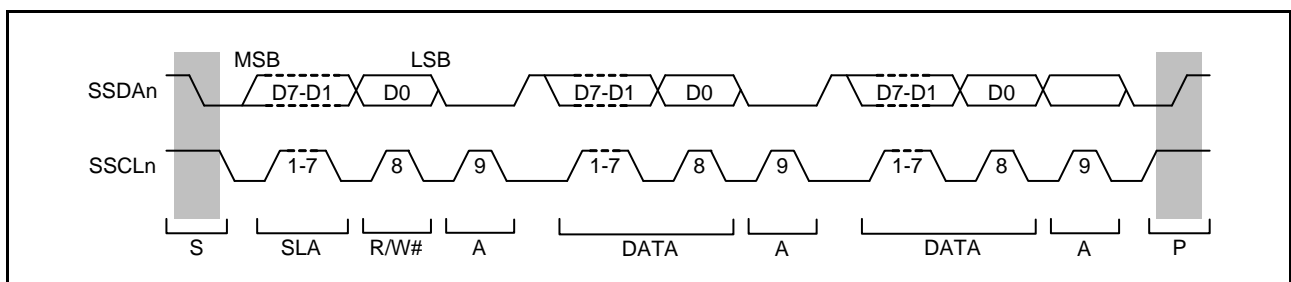 MSB LSB
SSDAn D7-D1 D0 D7-D1 D0 D7-D1 D0
SSCLn 1-7 8 9 1-7 8 9 1-7 8 9
S SLA R/W# A DATA A DATA A P